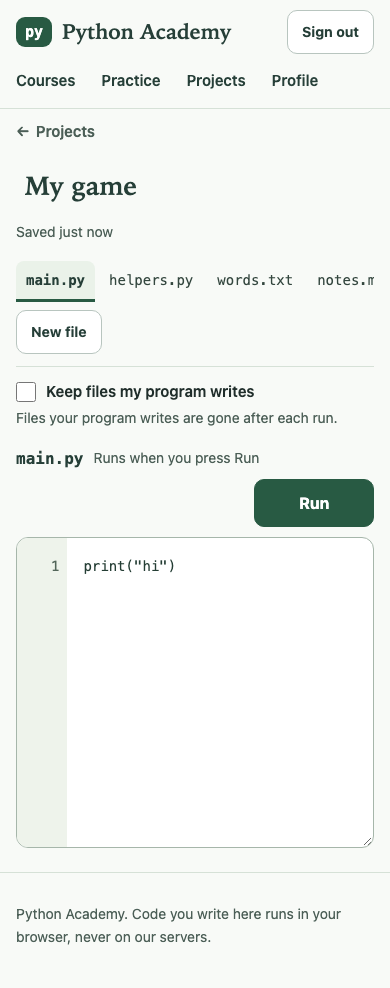 py Python Academy Sign out
Courses Practice Projects Profile
← Projects
My game
Saved just now
main.py helpers.py words.txt notes.m
New file
Keep files my program writes
Files your program writes are gone after each run.
main.py Runs when you press Run
Run
1 print("hi")
Python Academy. Code you write here runs in your
browser, never on our servers.